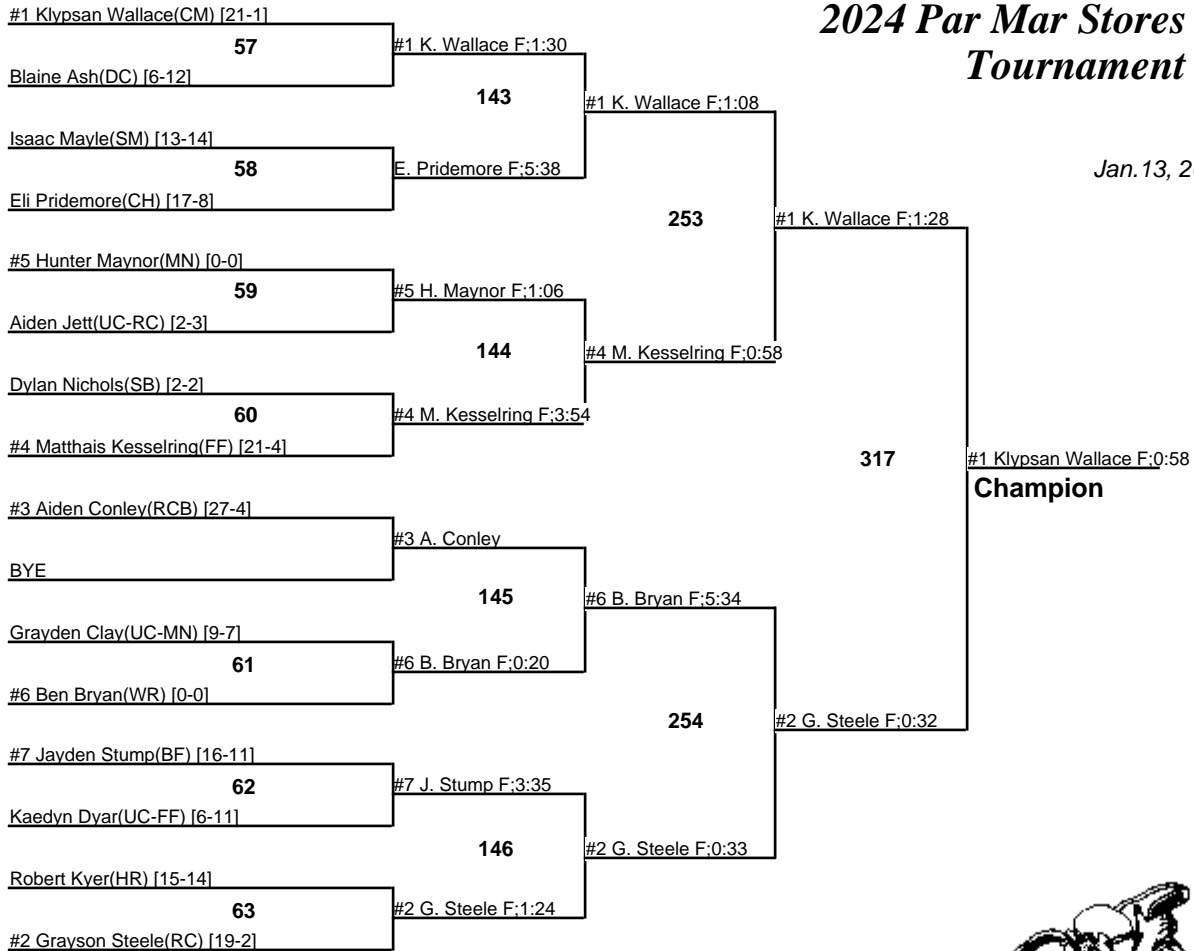 2024 Par Mar Stores
Tournament
Jan.13, 2
#1 Klypsan Wallace(CM) [21-1]
57
Blaine Ash(DC) [6-12]
Isaac Mayle(SM) [13-14]
58
Eli Pridemore(CH) [17-8]
#5 Hunter Maynor(MN) [0-0]
59
Aiden Jett(UC-RC) [2-3]
Dylan Nichols(SB) [2-2]
60
#4 Matthais Kesselring(FF) [21-4]
#3 Aiden Conley(RCB) [27-4]
BYE
Grayden Clay(UC-MN) [9-7]
61
#6 Ben Bryan(WR) [0-0]
#7 Jayden Stump(BF) [16-11]
62
Kaedyn Dyar(UC-FF) [6-11]
Robert Kyer(HR) [15-14]
63
#2 Grayson Steele(RC) [19-2]
#1 K. Wallace F;1:30
143
E. Pridemore F;5:38
#5 H. Maynor F;1:06
144
#4 M. Kesselring F;3:54
#3 A. Conley
145
#6 B. Bryan F;0:20
#7 J. Stump F;3:35
146
#2 G. Steele F;1:24
#1 K. Wallace F;1:08
253
#4 M. Kesselring F;0:58
#6 B. Bryan F;5:34
254
#2 G. Steele F;0:33
#1 K. Wallace F;1:28
317
#2 G. Steele F;0:32
#1 Klypsan Wallace F;0:58
Champion